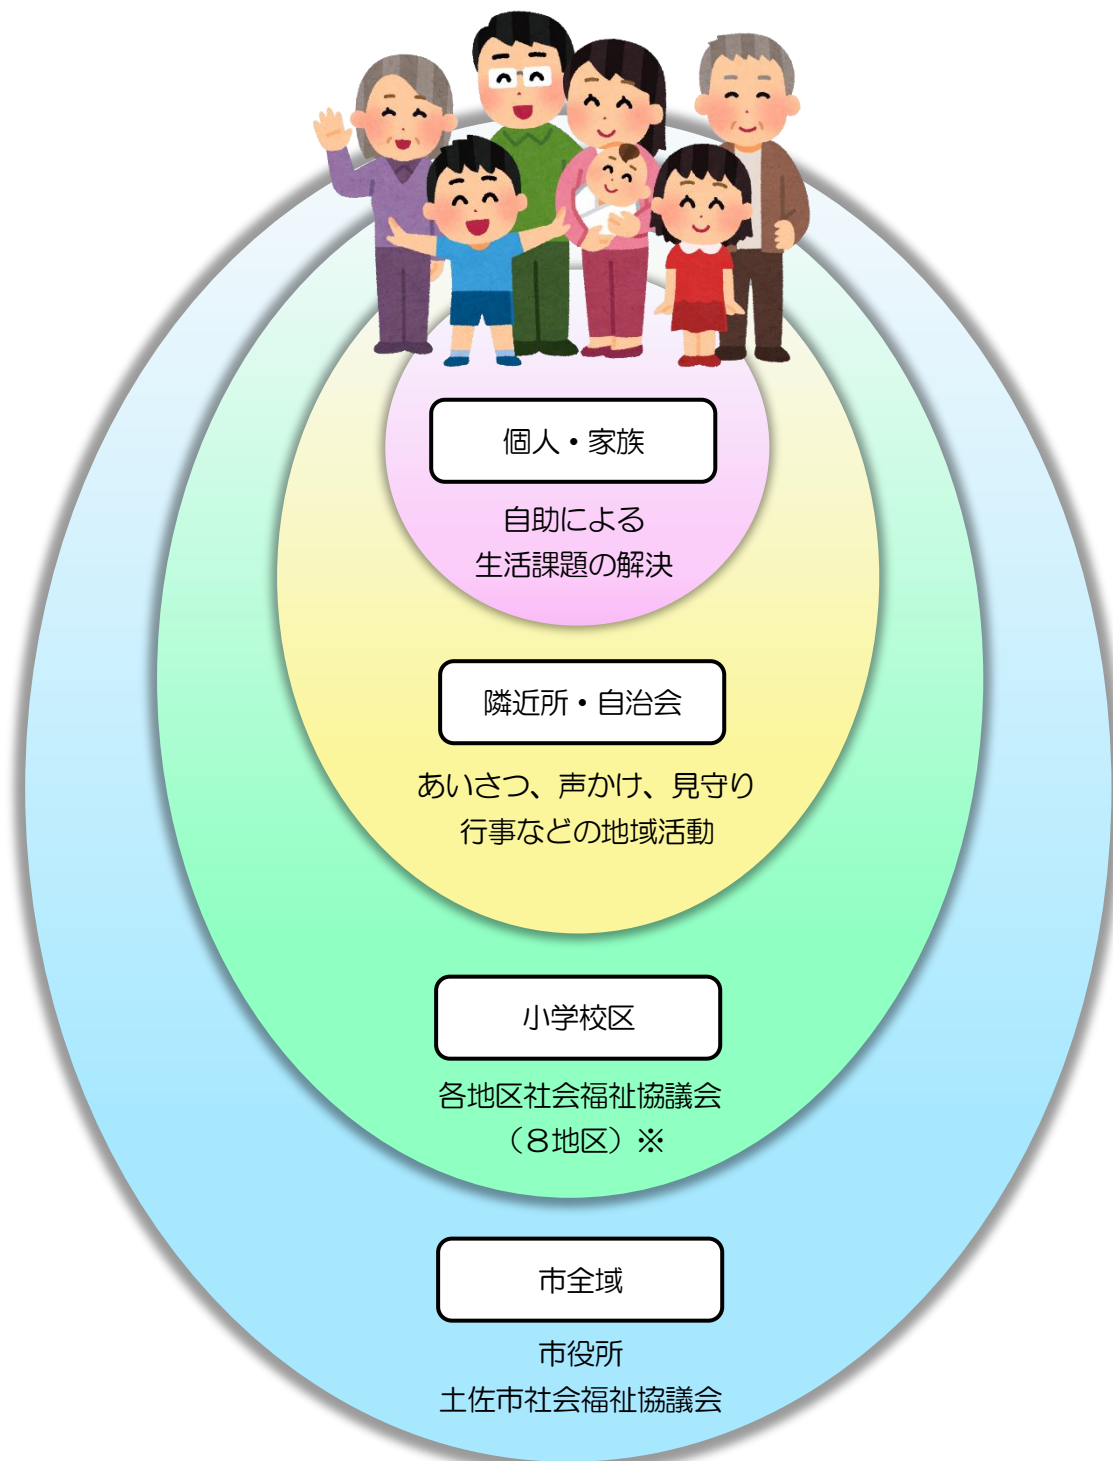 個人・家族
自助による
生活課題の解決
隣近所・自治会
あいさつ、声かけ、見守り
行事などの地域活動
小学校区
各地区社会福祉協議会
（８地区）※
市全域
市役所
土佐市社会福祉協議会